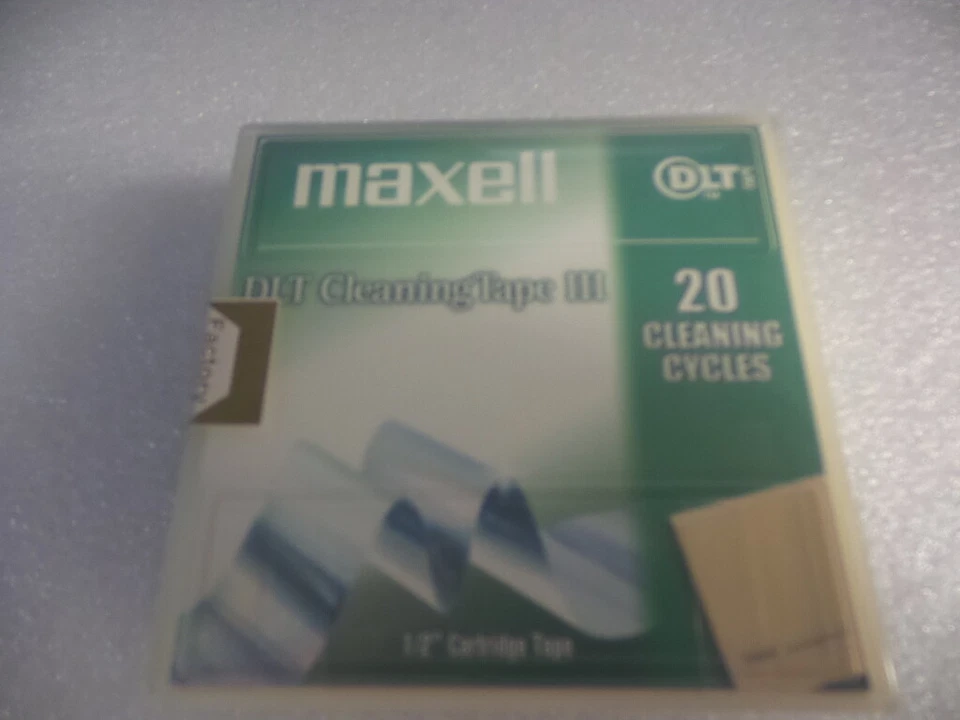 maxell
DLT
DLT CleaningTape III
20
CLEANING
CYCLES
Factory
1/2" Cartridge Tape